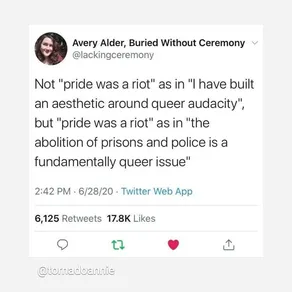 Avery Alder, Buried Without Ceremony
@lackingceremony
Not "pride was a riot" as in "I have built
an aesthetic around queer audacity",
but "pride was a riot" as in "the
abolition of prisons and police is a
fundamentally queer issue"
2:42 PM · 6/28/20 · Twitter Web App
6,125 Retweets 17.8K Likes
@tomadoannie